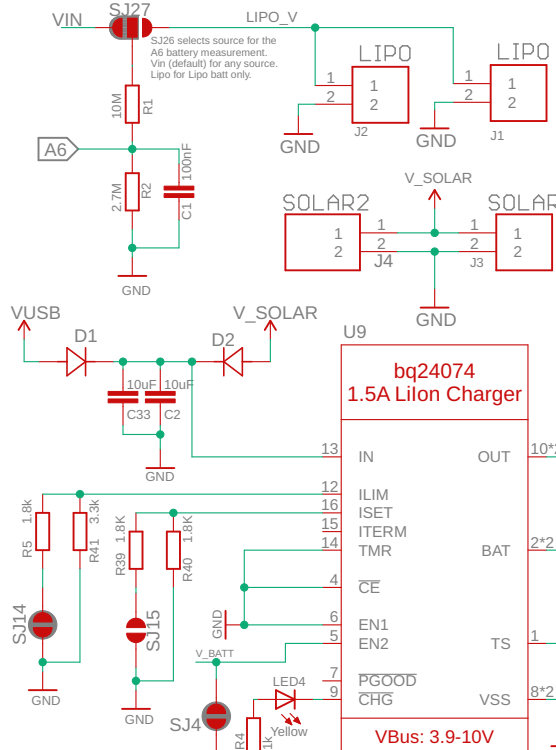 SJ27
VIN
LIPO_V
SJ26 selects source for the
A6 battery measurement.
Vin (default) for any source.
Lipo for Lipo batt only.
LIPO
1
2
J2
GND
LIPO
1
2
1
2
J1
GND
1
2
10M
R1
A6
2.7M
R2
100nF
C1
GND
V_SOLAR
SOLAR2
1
2
1
2
J4
SOLAR
1
2
1
2
J3
GND
VUSB
D1
D2
V_SOLAR
10uF
C33
10uF
C2
GND
U9
bq24074
1.5A LiIon Charger
13
IN
OUT
10*2
12
ILIM
16
ISET
15
ITERM
14
TMR
BAT
2*2
4
CE
6
EN1
5
EN2
TS
1
7
PGOOD
9
CHG
VSS
8*2
VBus: 3.9-10V
1.8k
R5
3.3k
R41
1.8K
R39
1.8K
R40
SJ14
SJ15
GND
GND
GND
V_BATT
SJ4
LED4
Yellow
R4
1k